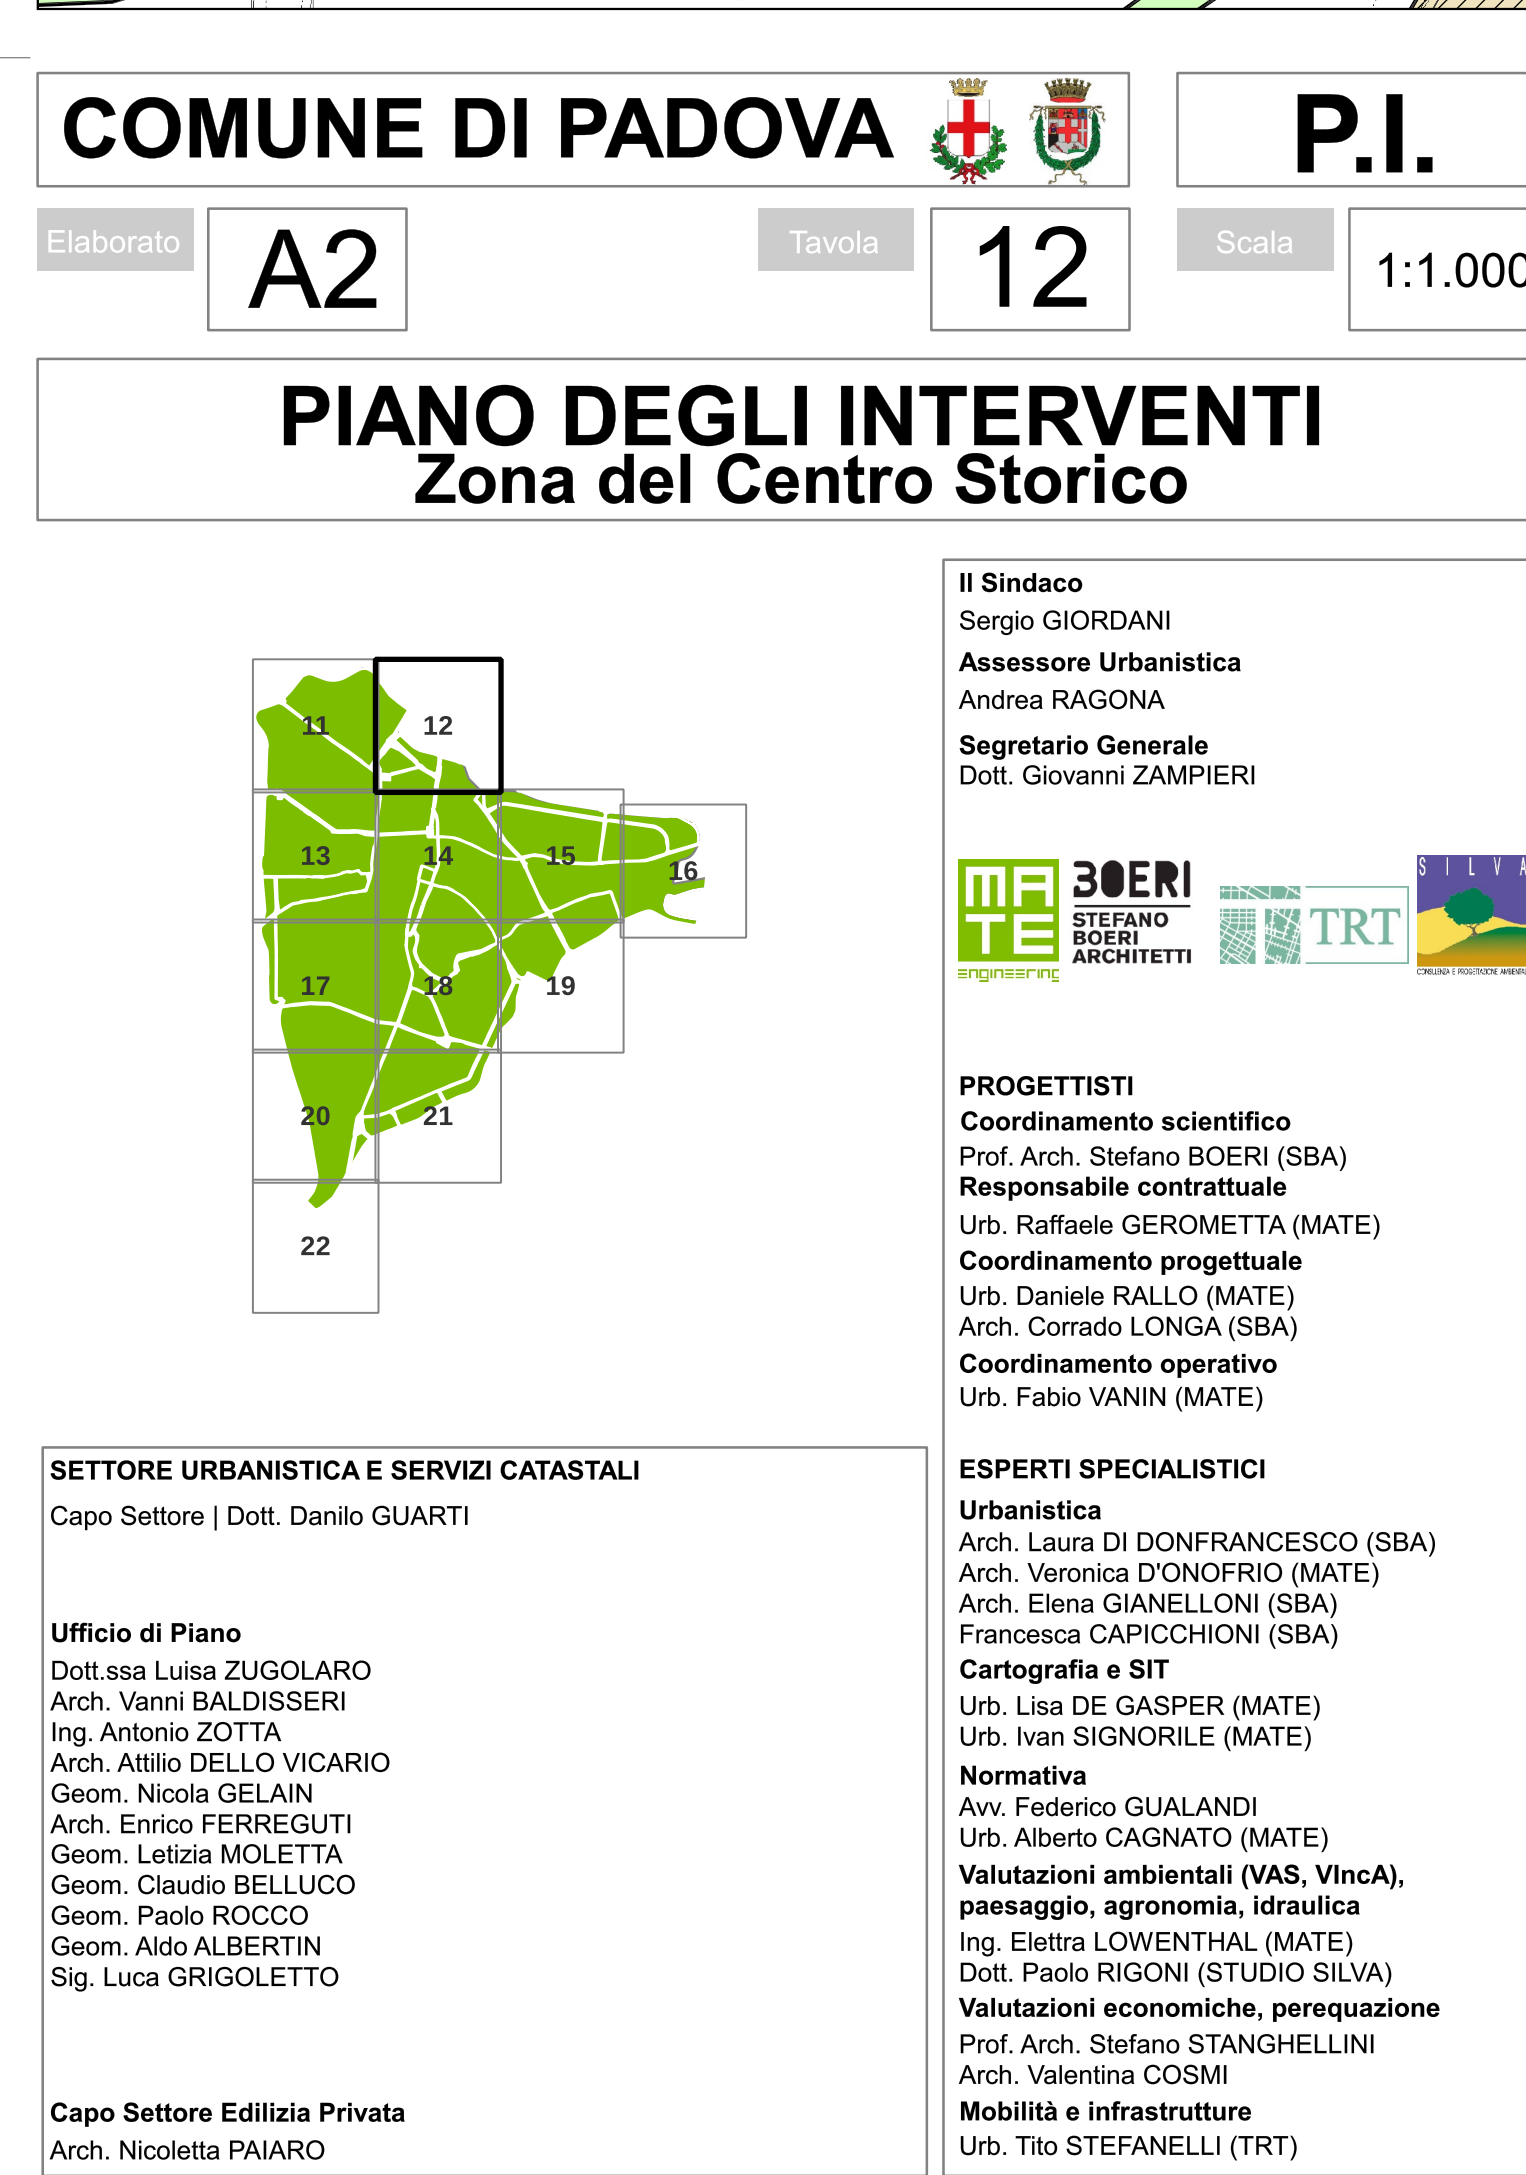 COMUNE DI PADOVA
P.I.
Elaborato
A2
Tavola
12
Scala
1:1.000
PIANO DEGLI INTERVENTI
Zona del Centro Storico
11
12
13
14
15
16
17
18
19
20
21
22
Il Sindaco
Sergio GIORDANI
Assessore Urbanistica
Andrea RAGONA
Segretario Generale
Dott. Giovanni ZAMPIERI
MATE
engineering
BOERI
STEFANO
BOERI
ARCHITETTI
TRT
SILVA
PROGETTISTI
Coordinamento scientifico
Prof. Arch. Stefano BOERI (SBA)
Responsabile contrattuale
Urb. Raffaele GEROMETTA (MATE)
Coordinamento progettuale
Urb. Daniele RALLO (MATE)
Arch. Corrado LONGA (SBA)
Coordinamento operativo
Urb. Fabio VANIN (MATE)
SETTORE URBANISTICA E SERVIZI CATASTALI
Capo Settore | Dott. Danilo GUARTI
Ufficio di Piano
Dott.ssa Luisa ZUGOLARO
Arch. Vanni BALDISSERI
Ing. Antonio ZOTTA
Arch. Attilio DELLO VICARIO
Geom. Nicola GELAIN
Arch. Enrico FERREGUTI
Geom. Letizia MOLETTA
Geom. Claudio BELLUCO
Geom. Paolo ROCCO
Geom. Aldo ALBERTIN
Sig. Luca GRIGOLETTO
Capo Settore Edilizia Privata
Arch. Nicoletta PAIARO
ESPERTI SPECIALISTICI
Urbanistica
Arch. Laura DI DONFRANCESCO (SBA)
Arch. Veronica D'ONOFRIO (MATE)
Arch. Elena GIANELLONI (SBA)
Francesca CAPICCHIONI (SBA)
Cartografia e SIT
Urb. Lisa DE GASPER (MATE)
Urb. Ivan SIGNORILE (MATE)
Normativa
Avv. Federico GUALANDI
Urb. Alberto CAGNATO (MATE)
Valutazioni ambientali (VAS, VIncA),
paesaggio, agronomia, idraulica
Ing. Elettra LOWENTHAL (MATE)
Dott. Paolo RIGONI (STUDIO SILVA)
Valutazioni economiche, perequazione
Prof. Arch. Stefano STANGHELLINI
Arch. Valentina COSMI
Mobilità e infrastrutture
Urb. Tito STEFANELLI (TRT)